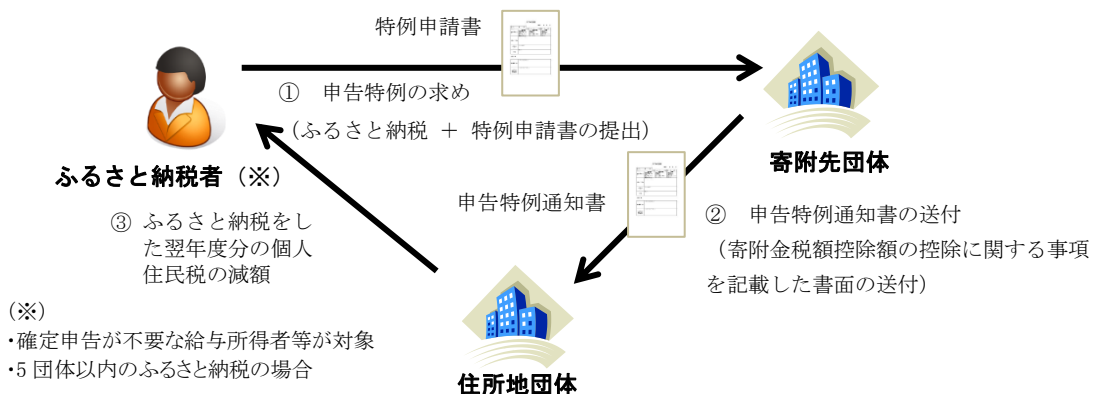 特例申請書
① 申告特例の求め
(ふるさと納税 + 特例申請書の提出)
ふるさと納税者(※)
寄附先団体
申告特例通知書
② 申告特例通知書の送付
(寄附金税額控除額の控除に関する事項
を記載した書面の送付)
③ ふるさと納税をし
た翌年度分の個人
住民税の減額
(※)
・確定申告が不要な給与所得者等が対象
・5団体以内のふるさと納税の場合
住所地団体